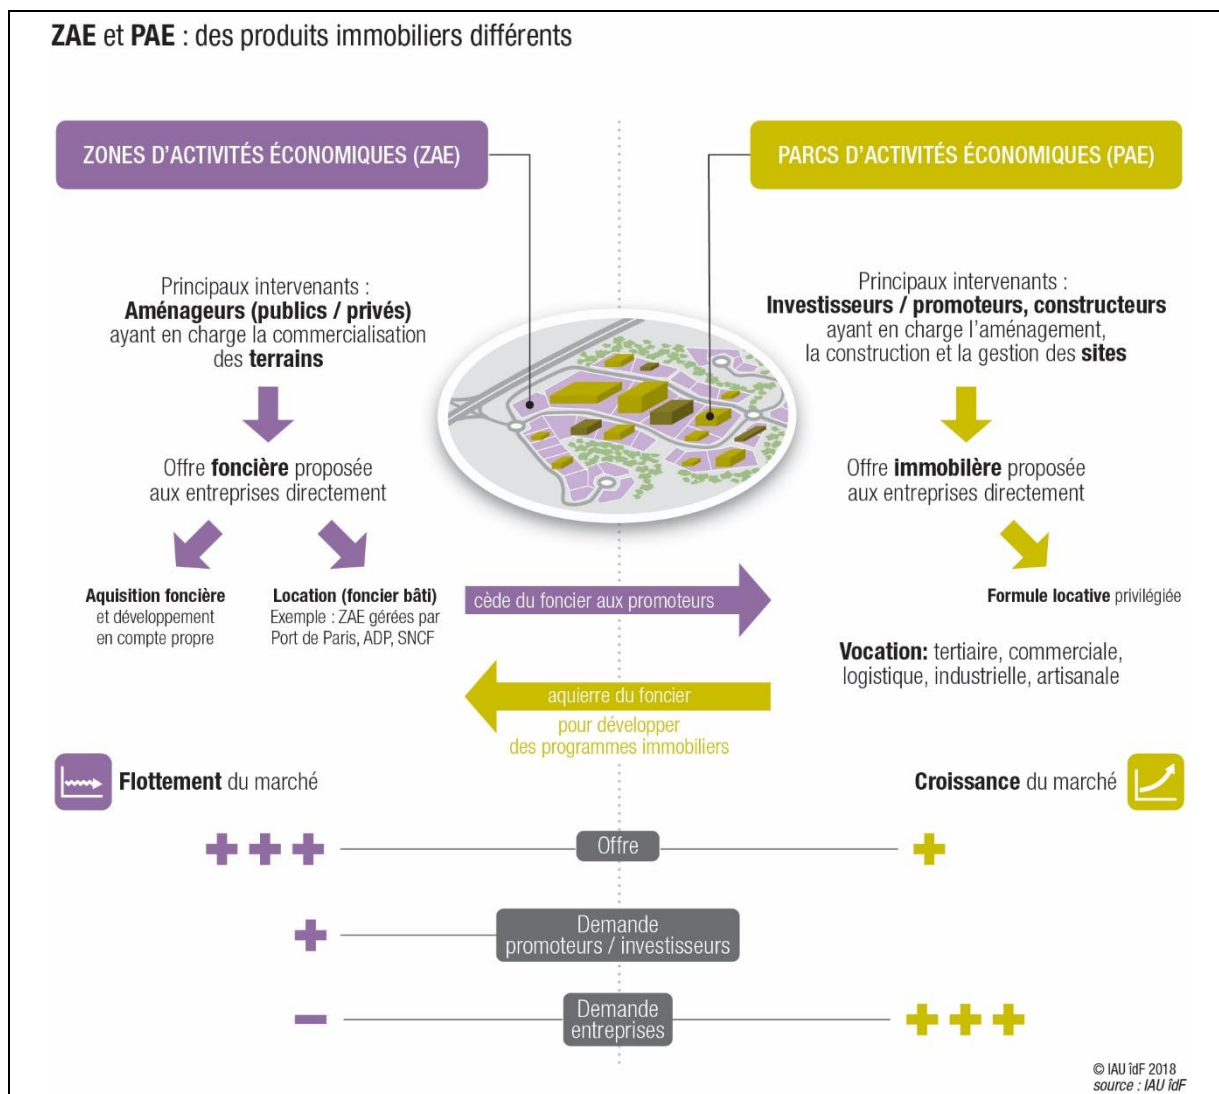 ZAE et PAE : des produits immobiliers différents
ZONES D'ACTIVITÉS ÉCONOMIQUES (ZAE)
PARCS D'ACTIVITÉS ÉCONOMIQUES (PAE)
Principaux intervenants :
Aménageurs (publics / privés)
ayant en charge la commercialisation
des terrains
Principaux intervenants :
Investisseurs / promoteurs, constructeurs
ayant en charge l'aménagement,
la construction et la gestion des sites
Offre foncière proposée
aux entreprises directement
Offre immobilère proposée
aux entreprises directement
Aquisition foncière
et développement
en compte propre
Location (foncier bâti)
Exemple : ZAE gérées par
Port de Paris, ADP, SNCF
cède du foncier aux promoteurs
Formule locative privilégiée
Vocation: tertiaire, commerciale,
logistique, industrielle, artisanale
aquierre du foncier
pour développer
des programmes immobiliers
Flottement du marché
Croissance du marché
+++
Offre
+
+
Demande
promoteurs / investisseurs
−
Demande
entreprises
+++
© IAU îdF 2018
source : IAU îdF